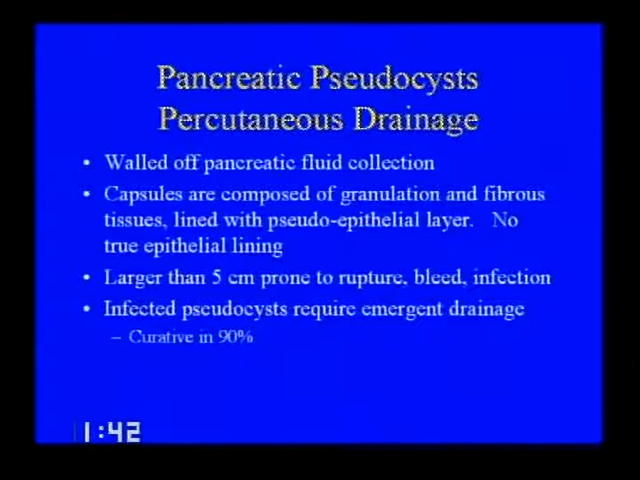 Pancreatic Pseudocysts
Percutaneous Drainage
• Walled off pancreatic fluid collection
• Capsules are composed of granulation and fibrous
tissues, lined with pseudo-epithelial layer. No
true epithelial lining
• Larger than 5 cm prone to rupture, bleed, infection
• Infected pseudocysts require emergent drainage
– Curative in 90%
1:42